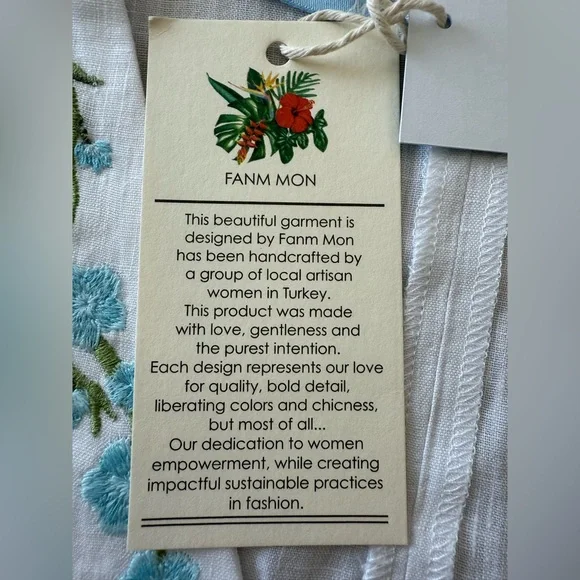 FANM MON
This beautiful garment is
designed by Fanm Mon
has been handcrafted by
a group of local artisan
women in Turkey.
This product was made
with love, gentleness and
the purest intention.
Each design represents our love
for quality, bold detail,
liberating colors and chicness,
but most of all...
Our dedication to women
empowerment, while creating
impactful sustainable practices
in fashion.